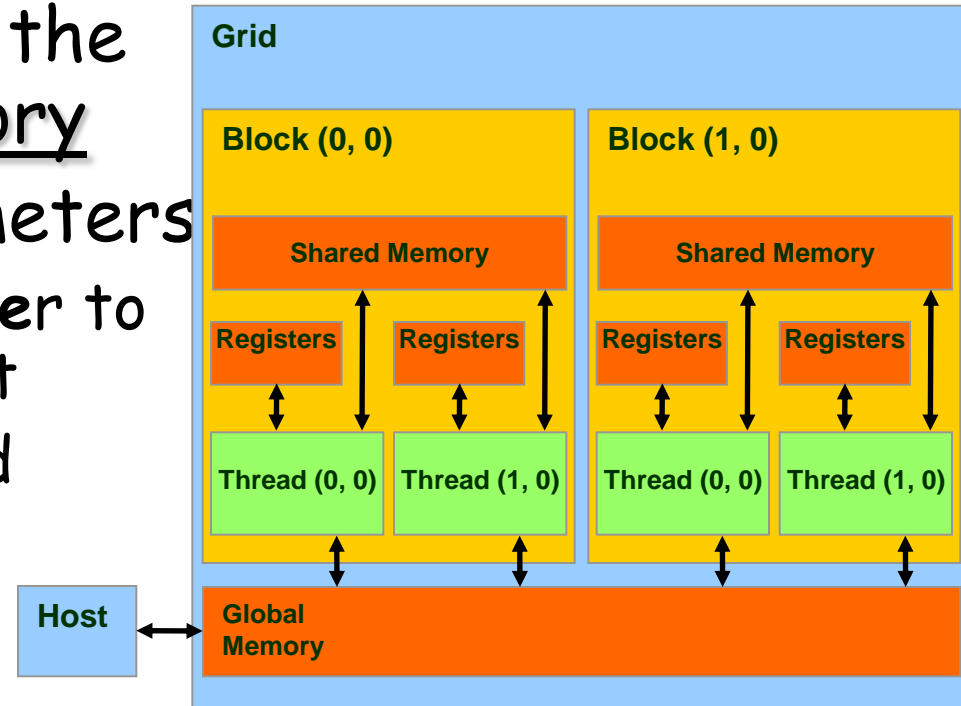 the
ory
neters
er to
t
d
Grid
Block (0, 0)
Block (1, 0)
Shared Memory
Shared Memory
Registers
Registers
Registers
Registers
Thread (0, 0)
Thread (1, 0)
Thread (0, 0)
Thread (1, 0)
Host
Global
Memory